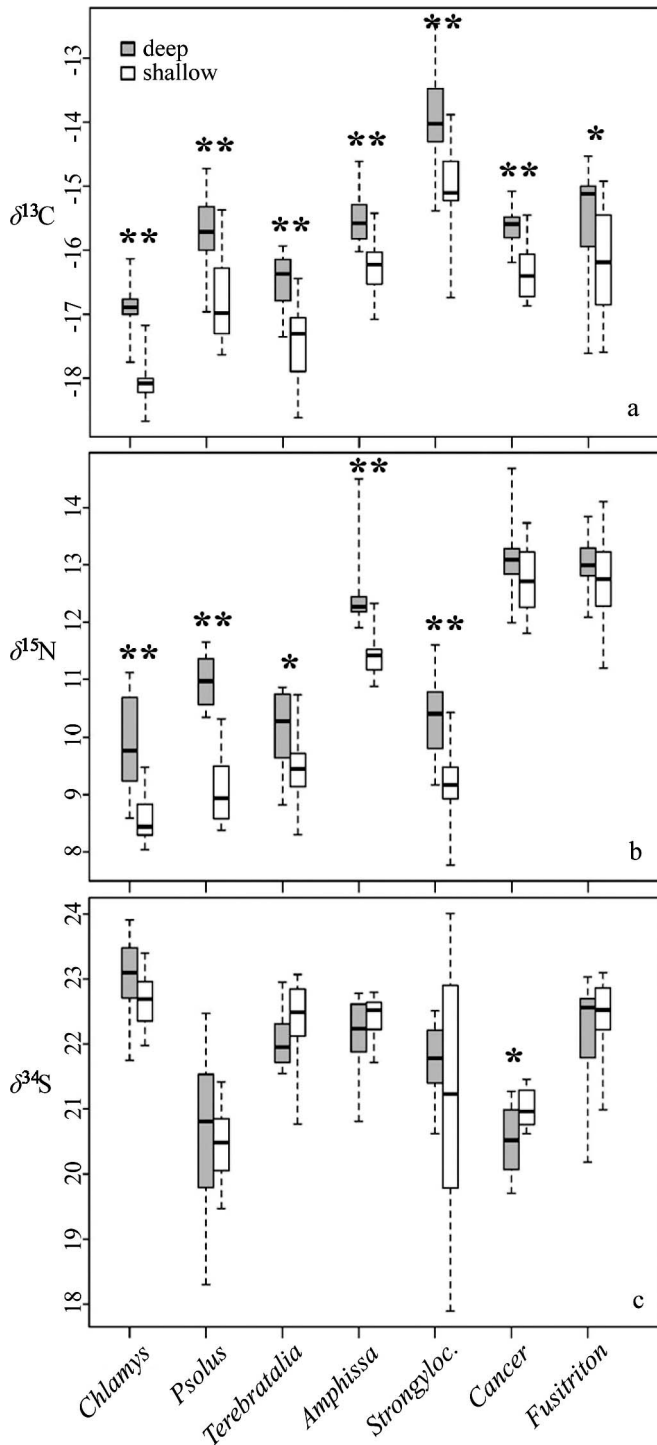 deep
shallow
**
**
**
**
**
**
*
-13
-14
-15
-16
-17
-18
δ¹³C
a
**
**
*
**
**
14
13
12
11
10
9
8
δ¹⁵N
b
*
24
23
22
21
20
19
18
δ³⁴S
c
Chlamys
Psolus
Terebratalia
Amphissa
Strongyloc.
Cancer
Fusitriton